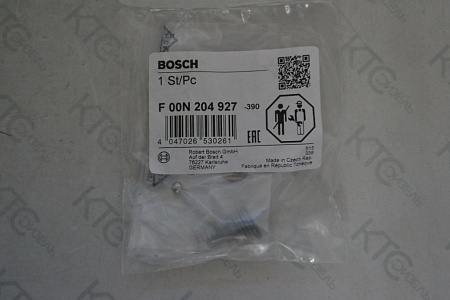 BOSCH
1 St/Pc
F 00N 204 927 -390
4 047026 530261
EAC
BOSCH
Robert Bosch GmbH
Auf der Breit 4
76227 Karlsruhe
GERMANY
Made in Czech Rep.
Fabriqué en République Tchèque